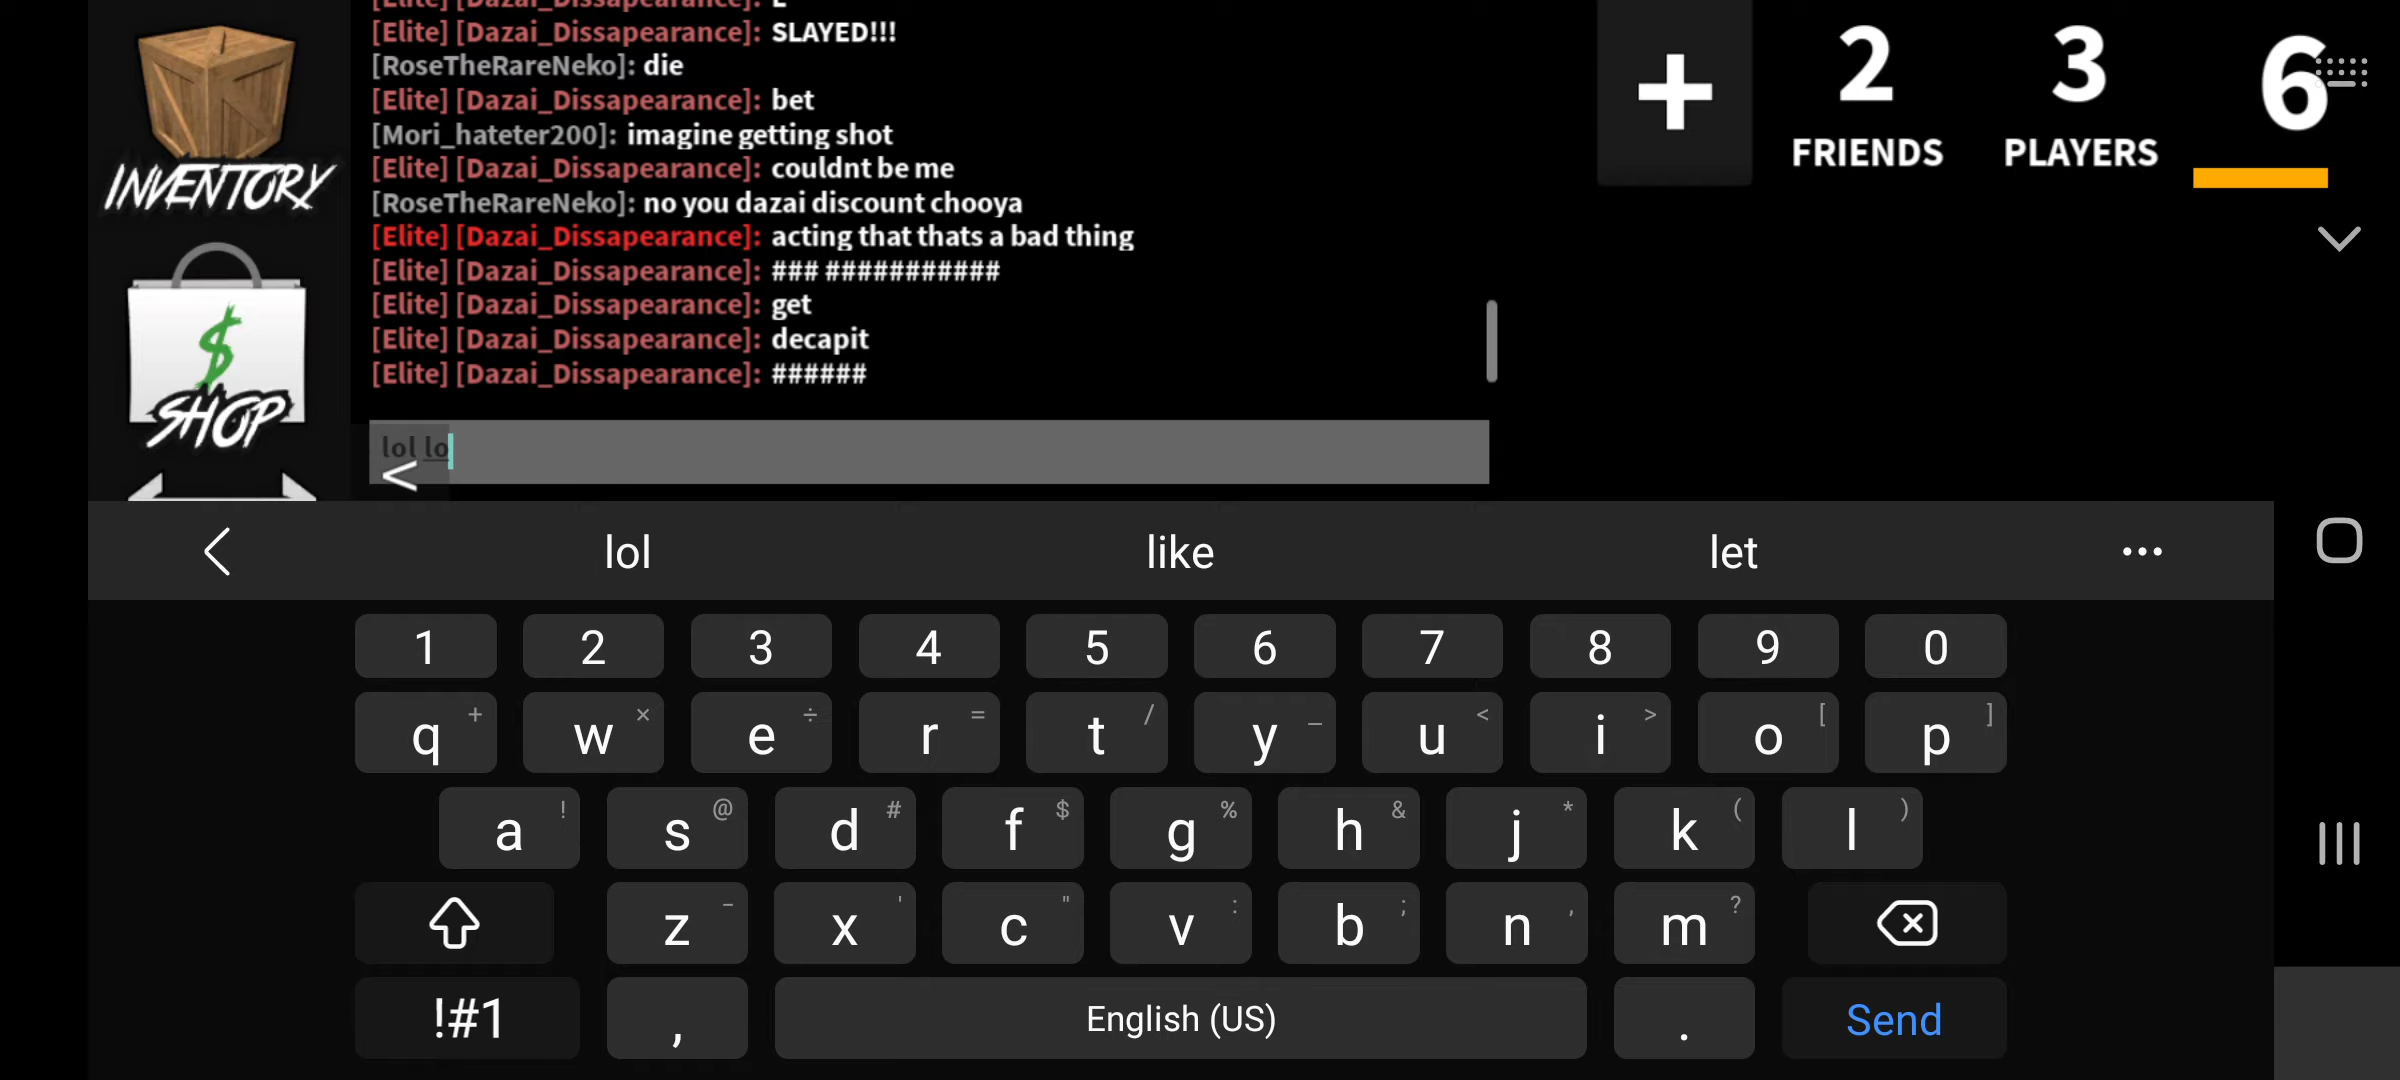 [Elite] [Dazai_Dissapearance]: L
[Elite] [Dazai_Dissapearance]: SLAYED!!!
[RoseTheRareNeko]: die
[Elite] [Dazai_Dissapearance]: bet
[Mori_hateter200]: imagine getting shot
[Elite] [Dazai_Dissapearance]: couldnt be me
[RoseTheRareNeko]: no you dazai discount chooya
[Elite] [Dazai_Dissapearance]: acting that thats a bad thing
[Elite] [Dazai_Dissapearance]: ### ###########
[Elite] [Dazai_Dissapearance]: get
[Elite] [Dazai_Dissapearance]: decapit
[Elite] [Dazai_Dissapearance]: ######
lol lo
<
INVENTORY
$
SHOP
+
2
FRIENDS
3
PLAYERS
6
lol like let ...
1 2 3 4 5 6 7 8 9 0
q + w × e ÷ r = t / y _ u < i > o [ p ]
a ! s @ d # f $ g % h & j * k ( l )
z - x ' c " v : b ; n , m ?
!#1 , English (US) . Send